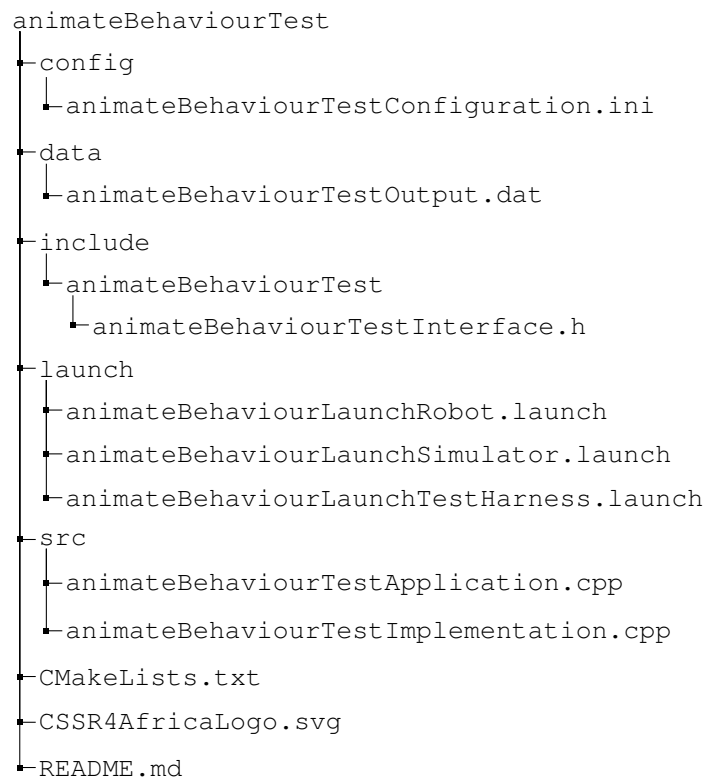 animateBehaviourTest
config
animateBehaviourTestConfiguration.ini
data
animateBehaviourTestOutput.dat
include
animateBehaviourTest
animateBehaviourTestInterface.h
launch
animateBehaviourLaunchRobot.launch
animateBehaviourLaunchSimulator.launch
animateBehaviourLaunchTestHarness.launch
src
animateBehaviourTestApplication.cpp
animateBehaviourTestImplementation.cpp
CMakeLists.txt
CSSR4AfricaLogo.svg
README.md